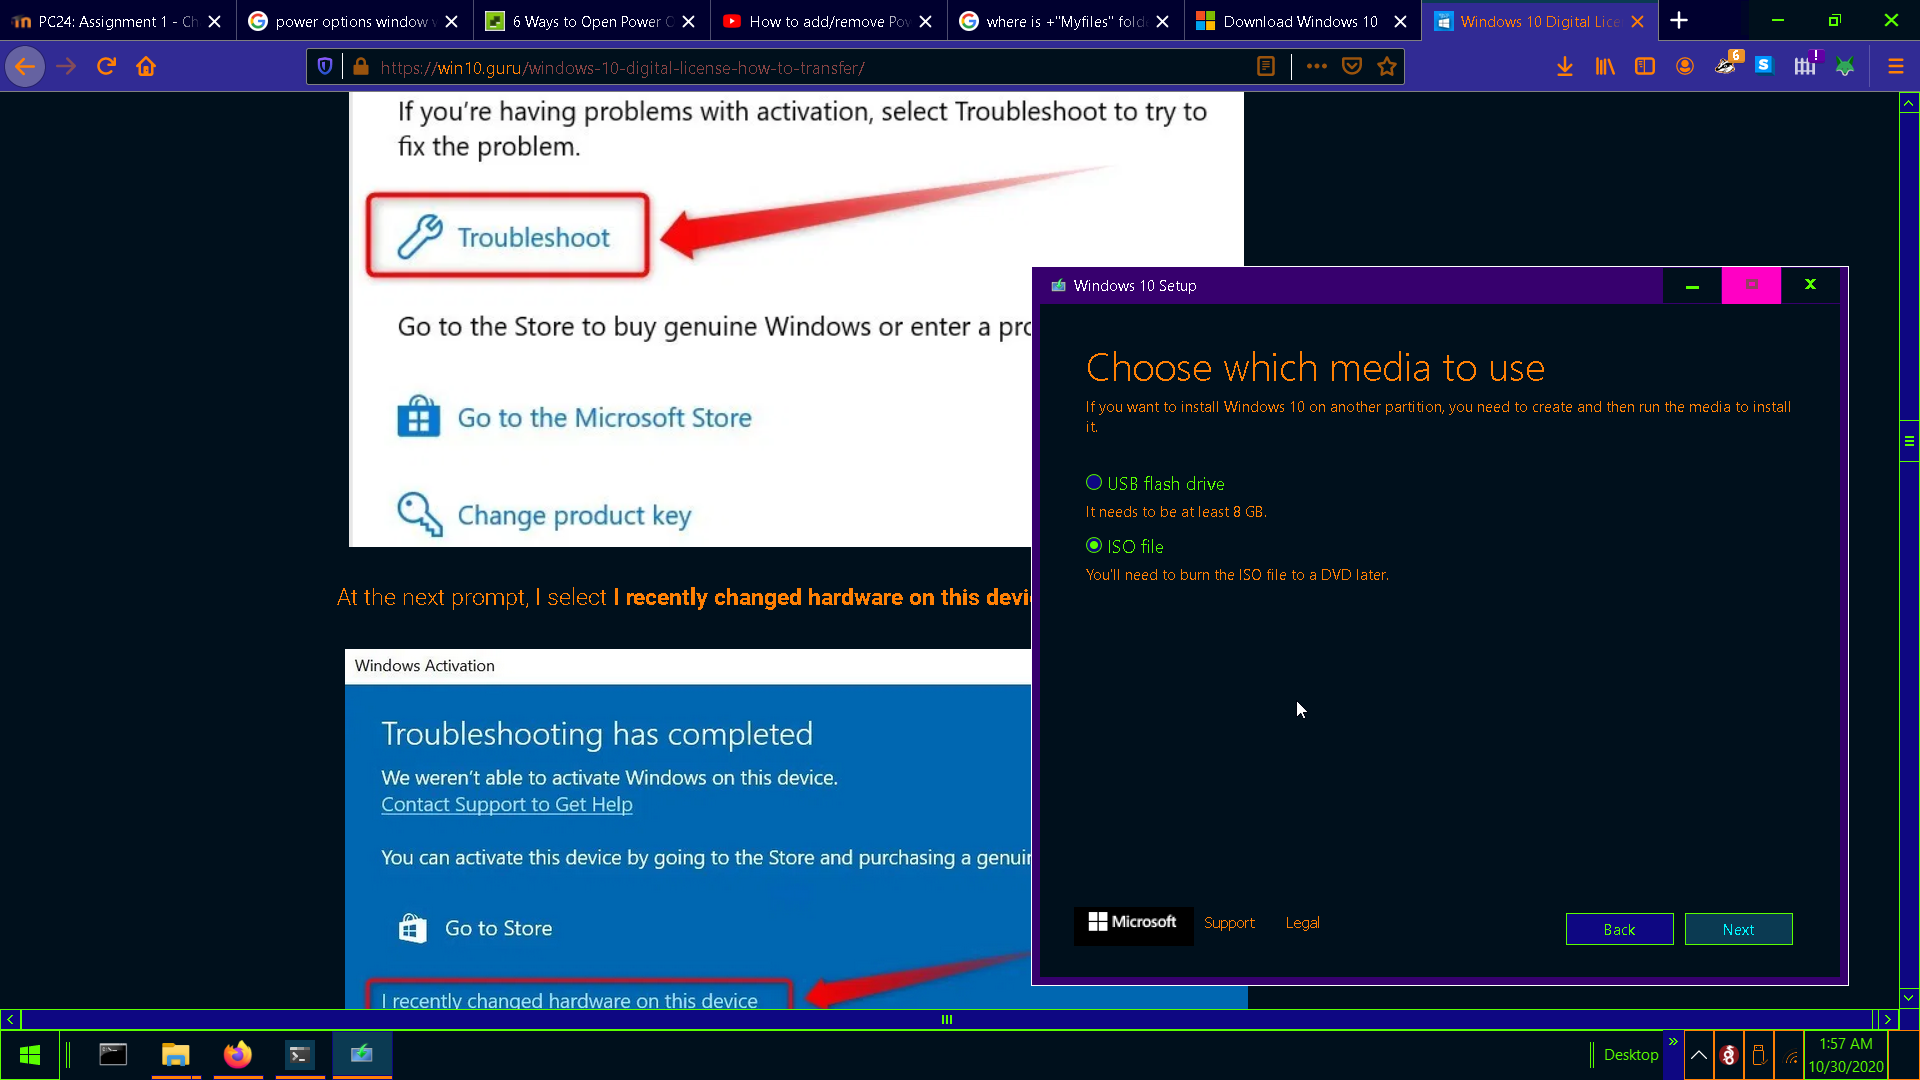 PC24: Assignment 1 - Ch
power options window v
6 Ways to Open Power C
How to add/remove Pow
where is +"Myfiles" fold
Download Windows 10
Windows 10 Digital Lice
https://win10.guru/windows-10-digital-license-how-to-transfer/
6
S
!
If you're having problems with activation, select Troubleshoot to try to
fix the problem.
Troubleshoot
Go to the Store to buy genuine Windows or enter a pro
Go to the Microsoft Store
Change product key
At the next prompt, I select I recently changed hardware on this devi
Windows Activation
Troubleshooting has completed
We weren't able to activate Windows on this device.
Contact Support to Get Help
You can activate this device by going to the Store and purchasing a genuin
Go to Store
I recently changed hardware on this device
Windows 10 Setup
Choose which media to use
If you want to install Windows 10 on another partition, you need to create and then run the media to install
it.
USB flash drive
It needs to be at least 8 GB.
ISO file
You'll need to burn the ISO file to a DVD later.
Microsoft
Support
Legal
Back
Next
Desktop
1:57 AM
10/30/2020